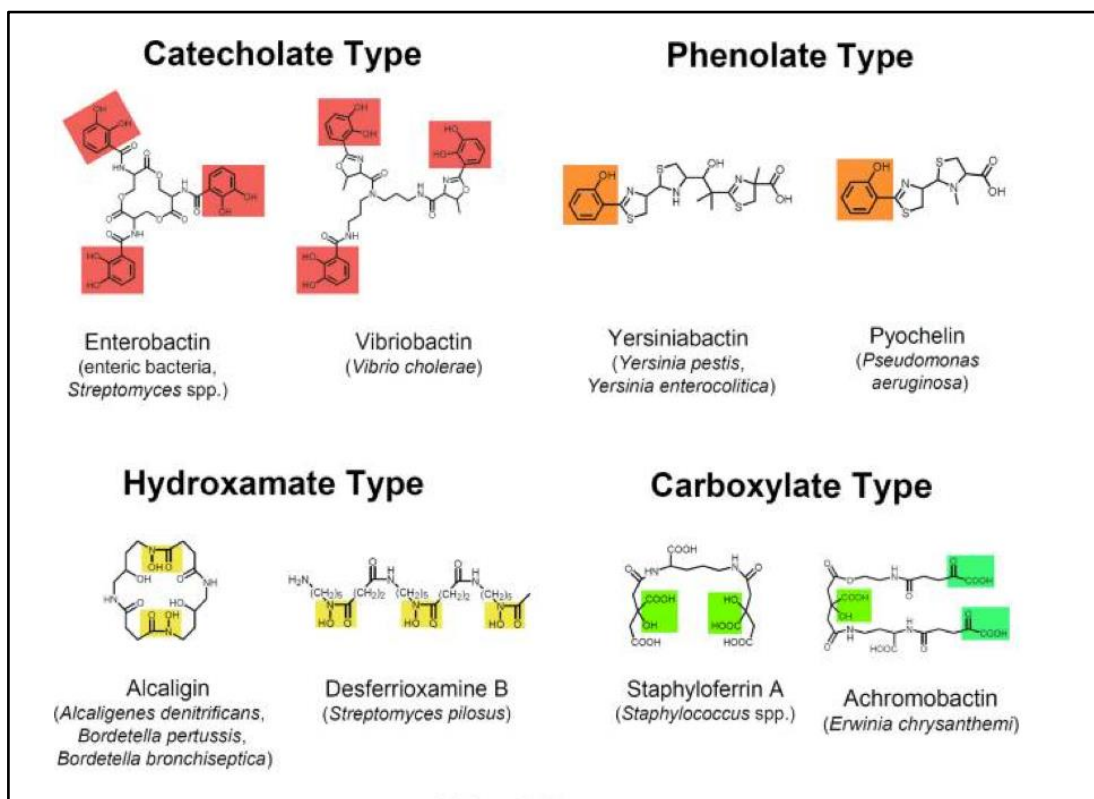 Catecholate Type
Phenolate Type
Enterobactin
(enteric bacteria,
Streptomyces spp.)
Vibriobactin
(Vibrio cholerae)
Yersiniabactin
(Yersinia pestis,
Yersinia enterocolitica)
Pyochelin
(Pseudomonas
aeruginosa)
Hydroxamate Type
Carboxylate Type
Alcaligin
(Alcaligenes denitrificans,
Bordetella pertussis,
Bordetella bronchiseptica)
Desferrioxamine B
(Streptomyces pilosus)
Staphyloferrin A
(Staphylococcus spp.)
Achromobactin
(Erwinia chrysanthemi)